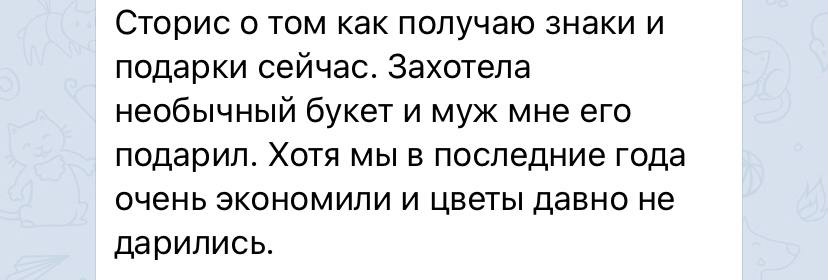 Сторис о том как получаю знаки и
подарки сейчас. Захотела
необычный букет и муж мне его
подарил. Хотя мы в последние года
очень экономили и цветы давно не
дарились.